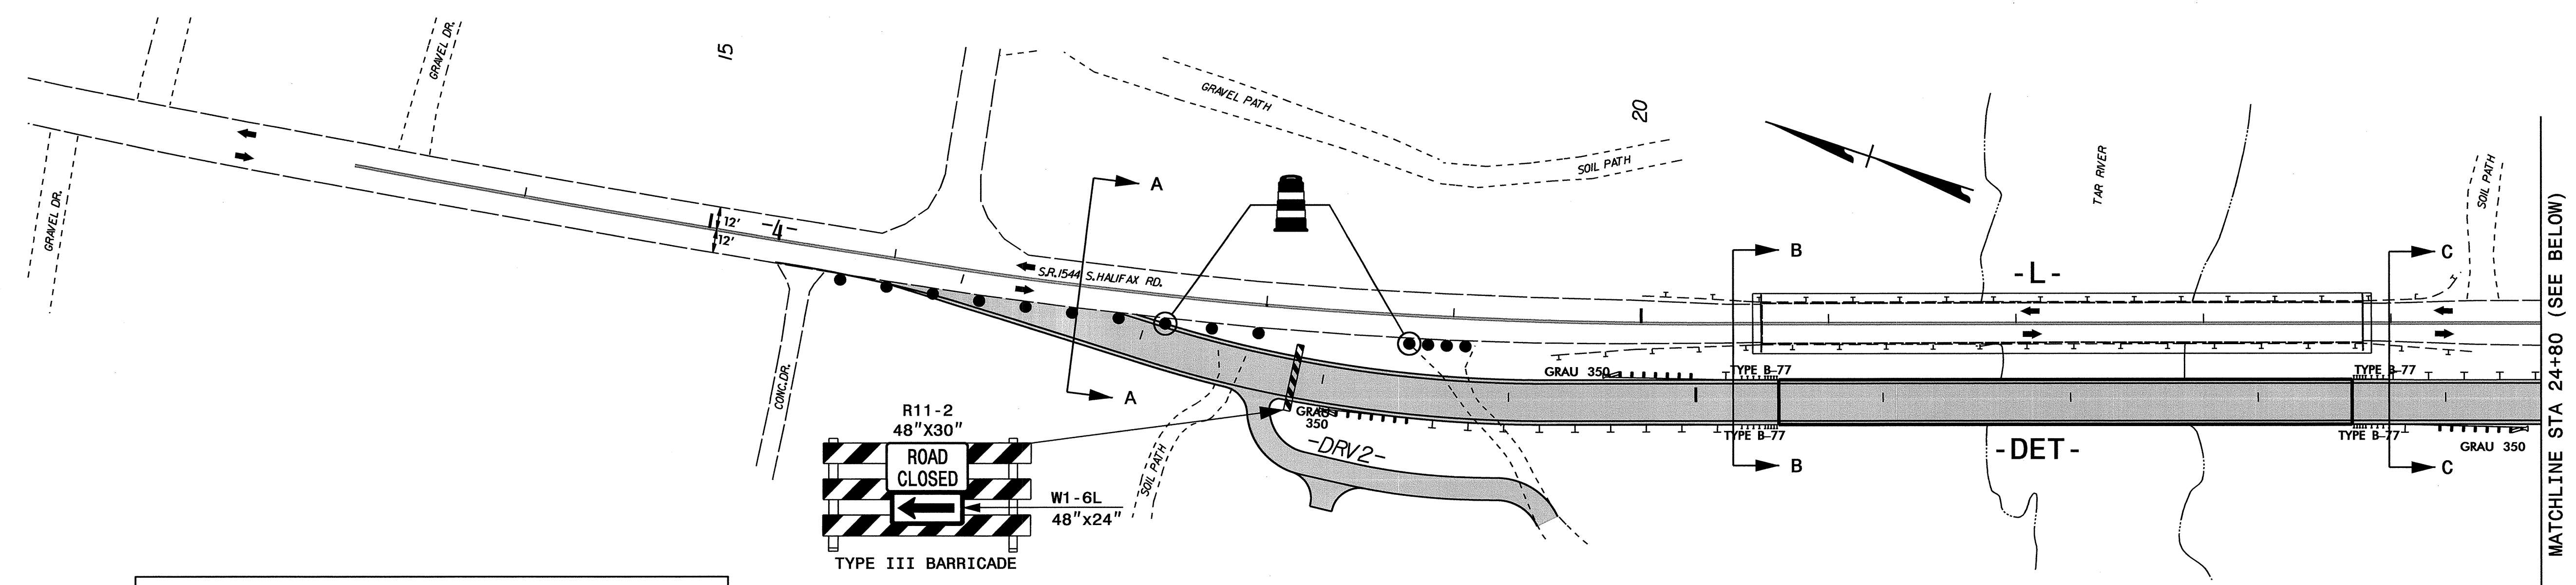 GRAVEL DR.
15
GRAVEL PATH
20
SOIL PATH
TAR RIVER
SOIL PATH
MATCHLINE STA 24+80 (SEE BELOW)
GRAVEL DR.
12'
12'
-4-
A
S.R.1544 S.HALIFAX RD.
B
-L-
C
CONC.DR.
A
GRAU 350
TYPE B-77
TYPE B-77
R11-2
48"X30"
GRAU
350
-DRV2-
TYPE B-77
-DET-
TYPE B-77
GRAU 350
B
C
ROAD
CLOSED
SOIL PATH
W1-6L
48"x24"
TYPE III BARRICADE